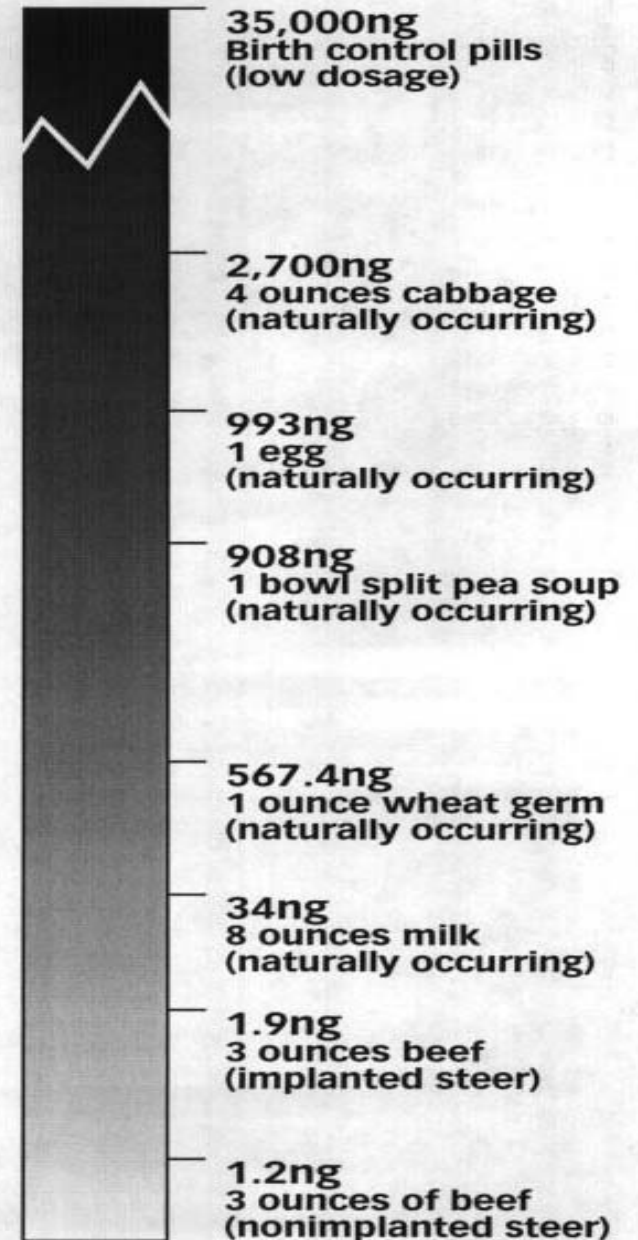 35,000ng
Birth control pills
(low dosage)
2,700ng
4 ounces cabbage
(naturally occurring)
993ng
1 egg
(naturally occurring)
908ng
1 bowl split pea soup
(naturally occurring)
567.4ng
1 ounce wheat germ
(naturally occurring)
34ng
8 ounces milk
(naturally occurring)
1.9ng
3 ounces beef
(implanted steer)
1.2ng
3 ounces of beef
(nonimplanted steer)